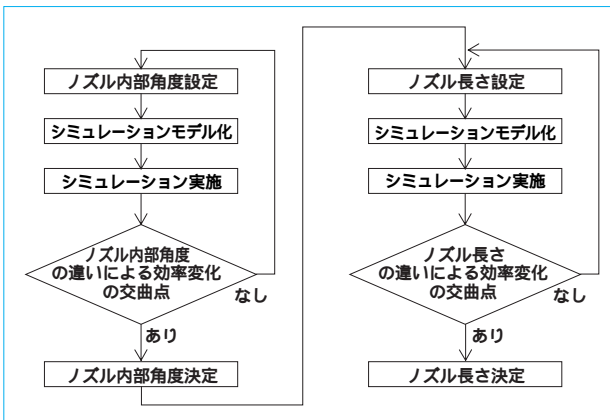 ノズル内部角度設定
シミュレーションモデル化
シミュレーション実施
ノズル内部角度
の違いによる効率変化
の交曲点
なし
あり
ノズル内部角度決定
ノズル長さ設定
シミュレーションモデル化
シミュレーション実施
ノズル長さ
の違いによる効率変化
の交曲点
なし
あり
ノズル長さ決定